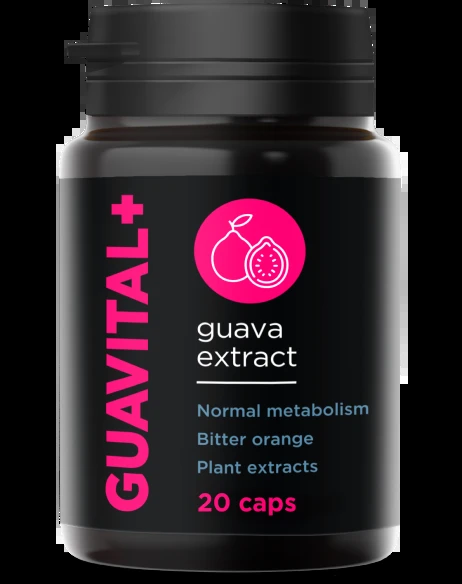 GUAVITAL+
guava
extract
Normal metabolism
Bitter orange
Plant extracts
20 caps